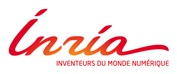 Inria
INVENTEURS DU MONDE NUMÉRIQUE